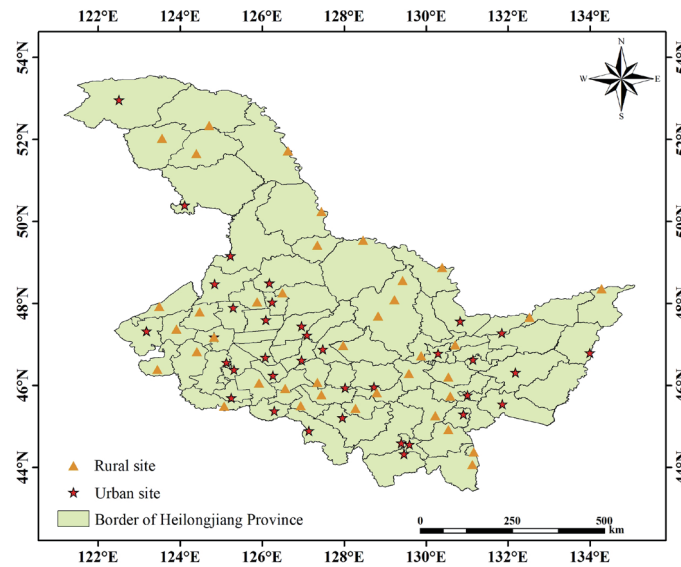 122°E 124°E 126°E 128°E 130°E 132°E 134°E
N
W E
S
54°N 54°N
52°N 52°N
50°N 50°N
48°N 48°N
46°N 46°N
44°N 44°N
Rural site
Urban site
Border of Heilongjiang Province
0 250 500
km
122°E 124°E 126°E 128°E 130°E 132°E 134°E